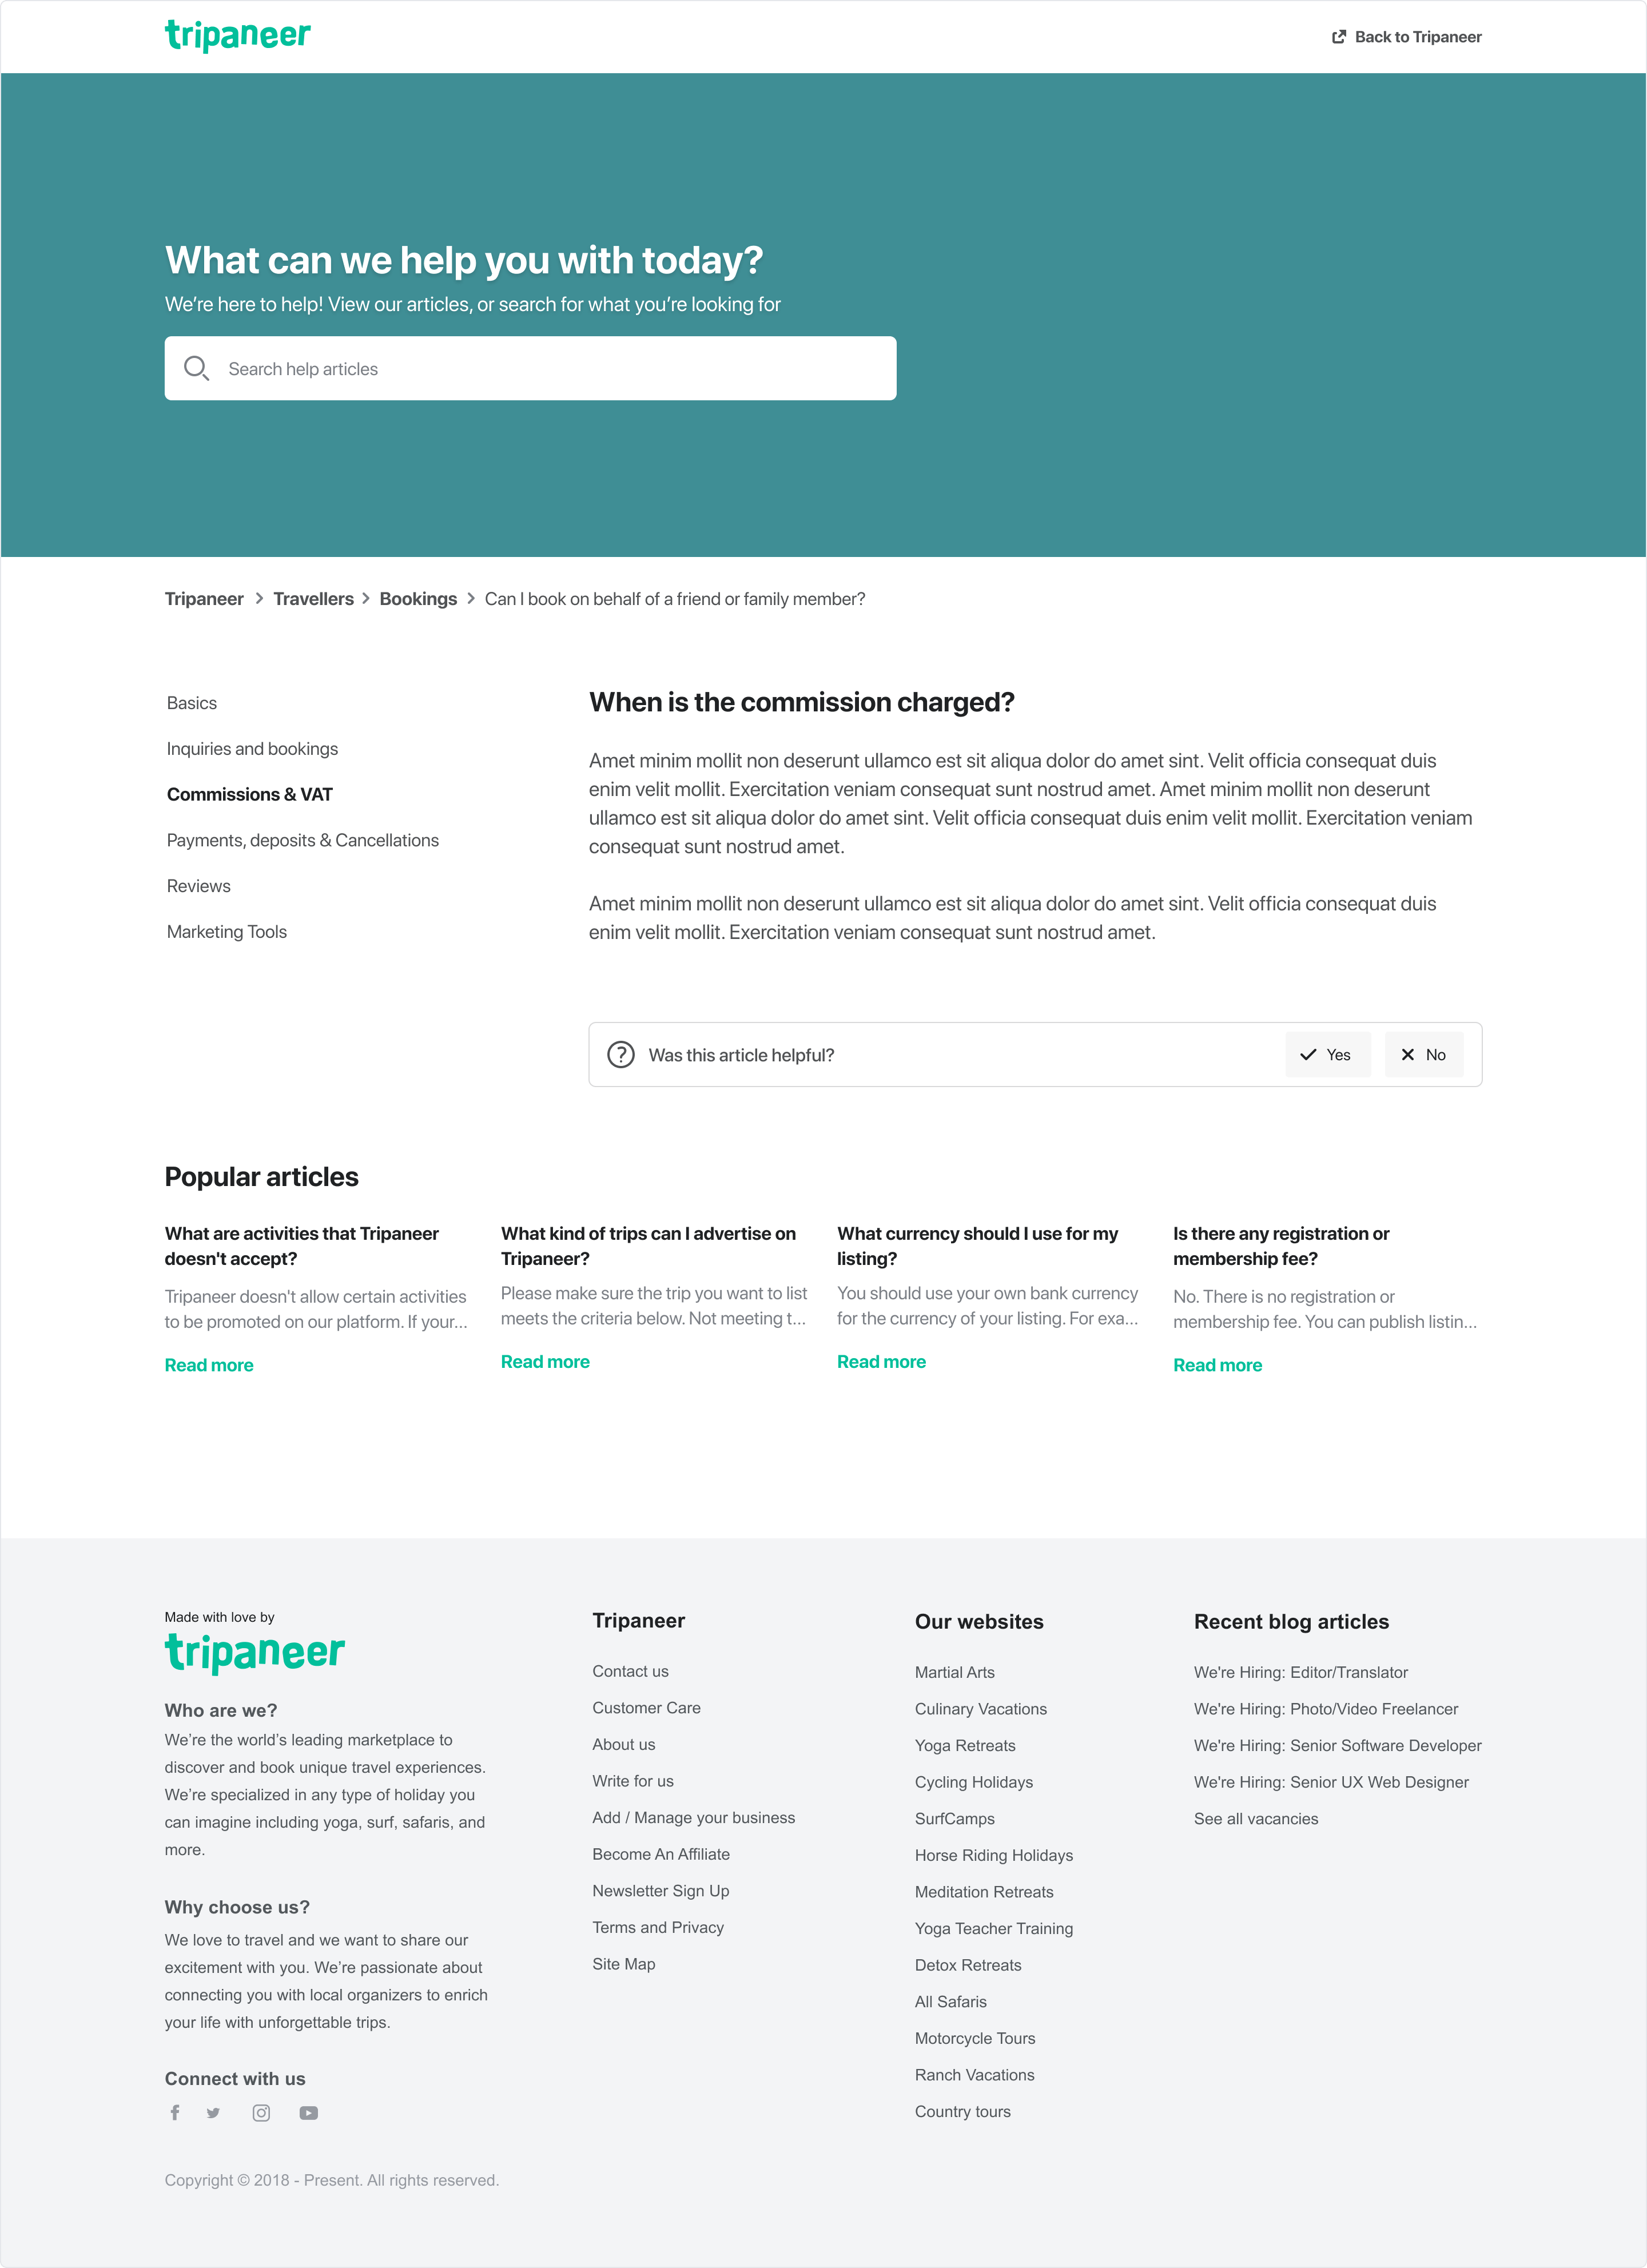 tripaneer
Back to Tripaneer
What can we help you with today?
We’re here to help! View our articles, or search for what you’re looking for
Search help articles
Tripaneer > Travellers > Bookings > Can I book on behalf of a friend or family member?
Basics
Inquiries and bookings
Commissions & VAT
Payments, deposits & Cancellations
Reviews
Marketing Tools
When is the commission charged?
Amet minim mollit non deserunt ullamco est sit aliqua dolor do amet sint. Velit officia consequat duis
enim velit mollit. Exercitation veniam consequat sunt nostrud amet. Amet minim mollit non deserunt
ullamco est sit aliqua dolor do amet sint. Velit officia consequat duis enim velit mollit. Exercitation veniam
consequat sunt nostrud amet.
Amet minim mollit non deserunt ullamco est sit aliqua dolor do amet sint. Velit officia consequat duis
enim velit mollit. Exercitation veniam consequat sunt nostrud amet.
Was this article helpful?
Yes
No
Popular articles
What are activities that Tripaneer
doesn't accept?
Tripaneer doesn't allow certain activities
to be promoted on our platform. If your...
Read more
What kind of trips can I advertise on
Tripaneer?
Please make sure the trip you want to list
meets the criteria below. Not meeting t...
Read more
What currency should I use for my
listing?
You should use your own bank currency
for the currency of your listing. For exa...
Read more
Is there any registration or
membership fee?
No. There is no registration or
membership fee. You can publish listin...
Read more
Made with love by
tripaneer
Who are we?
We’re the world’s leading marketplace to
discover and book unique travel experiences.
We’re specialized in any type of holiday you
can imagine including yoga, surf, safaris, and
more.
Why choose us?
We love to travel and we want to share our
excitement with you. We’re passionate about
connecting you with local organizers to enrich
your life with unforgettable trips.
Connect with us
Tripaneer
Contact us
Customer Care
About us
Write for us
Add / Manage your business
Become An Affiliate
Newsletter Sign Up
Terms and Privacy
Site Map
Our websites
Martial Arts
Culinary Vacations
Yoga Retreats
Cycling Holidays
SurfCamps
Horse Riding Holidays
Meditation Retreats
Yoga Teacher Training
Detox Retreats
All Safaris
Motorcycle Tours
Ranch Vacations
Country tours
Recent blog articles
We're Hiring: Editor/Translator
We're Hiring: Photo/Video Freelancer
We're Hiring: Senior Software Developer
We're Hiring: Senior UX Web Designer
See all vacancies
Copyright © 2018 - Present. All rights reserved.